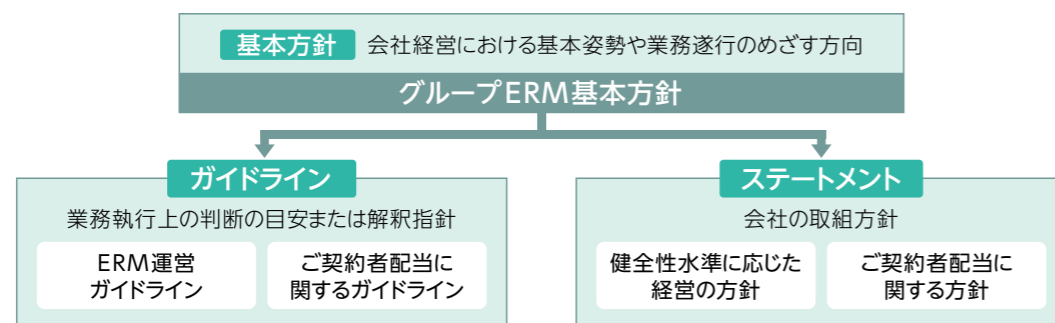 基本方針 会社経営における基本姿勢や業務遂行のめざす方向
グループERM基本方針
ガイドライン
業務執行上の判断の目安または解釈指針
ERM運営
ガイドライン
ご契約者配当に
関するガイドライン
ステートメント
会社の取組方針
健全性水準に応じた
経営の方針
ご契約者配当に
関する方針